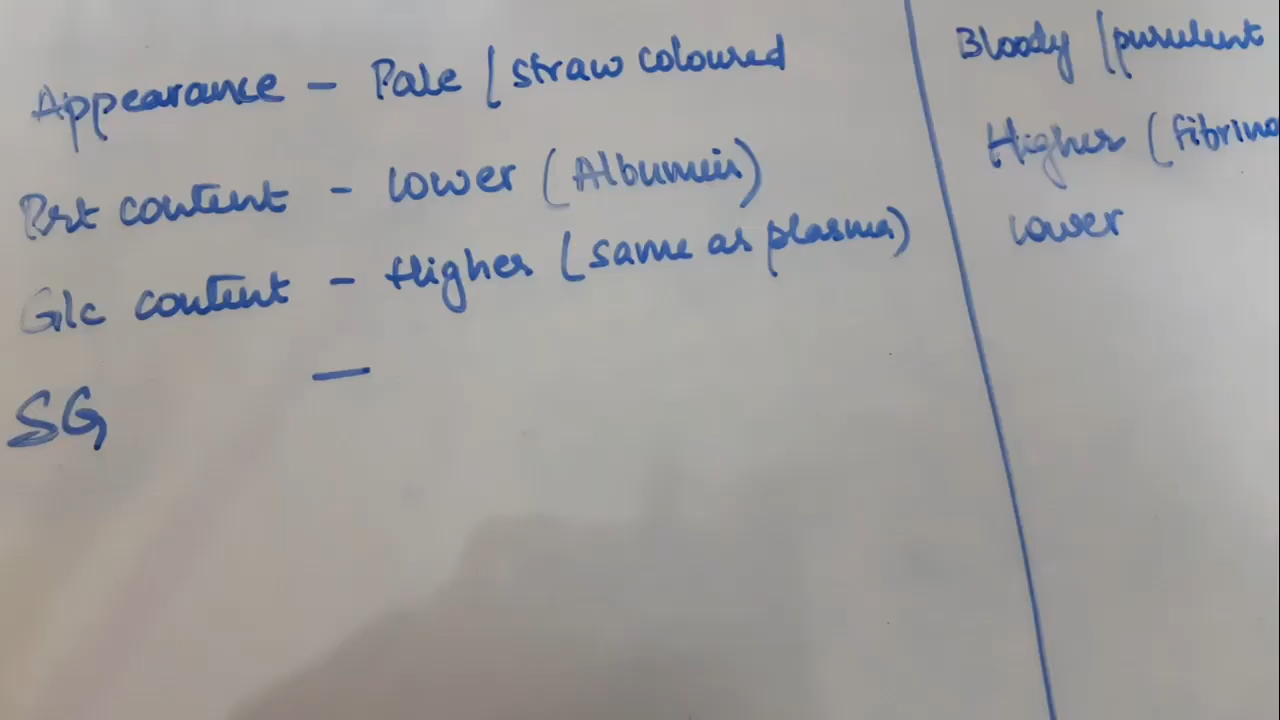 Appearance - Pale / straw coloured
Prt content - lower (Albumin)
Glc content - Higher (same as plasma)
SG -
Bloody / purulent
Higher (fibrino
lower